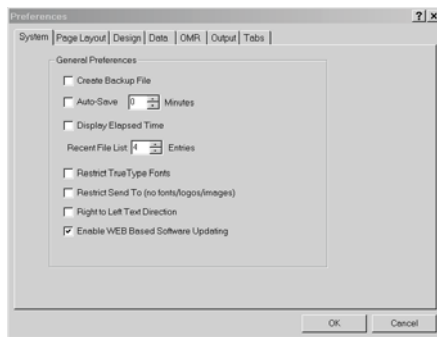 Preferences
System Page Layout Design Data OMR Output Tabs
General Preferences
Create Backup File
Auto-Save 0 Minutes
Display Elapsed Time
Recent File List: 4 Entries
Restrict TrueType Fonts
Restrict Send To (no fonts/logos/images)
Right to Left Text Direction
Enable WEB Based Software Updating
OK Cancel